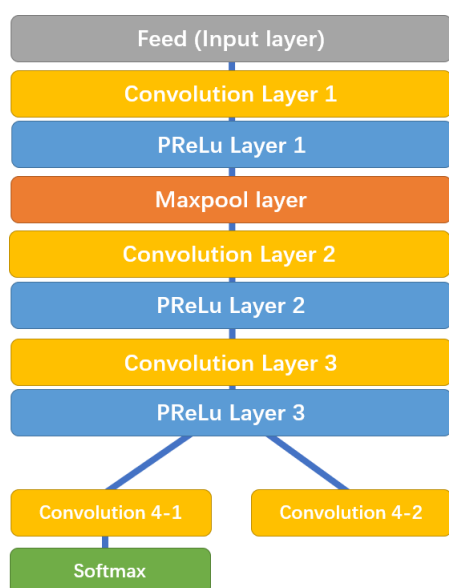 Feed (Input layer)
Convolution Layer 1
PReLu Layer 1
Maxpool layer
Convolution Layer 2
PReLu Layer 2
Convolution Layer 3
PReLu Layer 3
Convolution 4-1
Convolution 4-2
Softmax